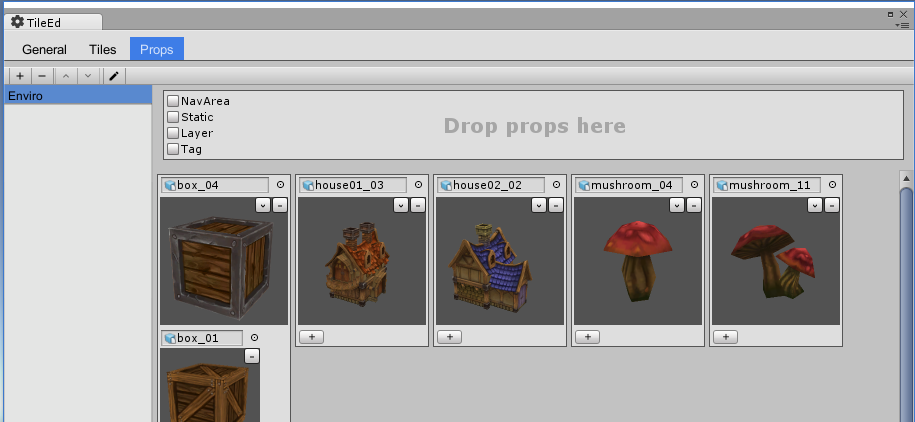 TileEd
General Tiles Props
Enviro
NavArea
Static
Layer
Tag
Drop props here
box_04
house01_03
house02_02
mushroom_04
mushroom_11
box_01